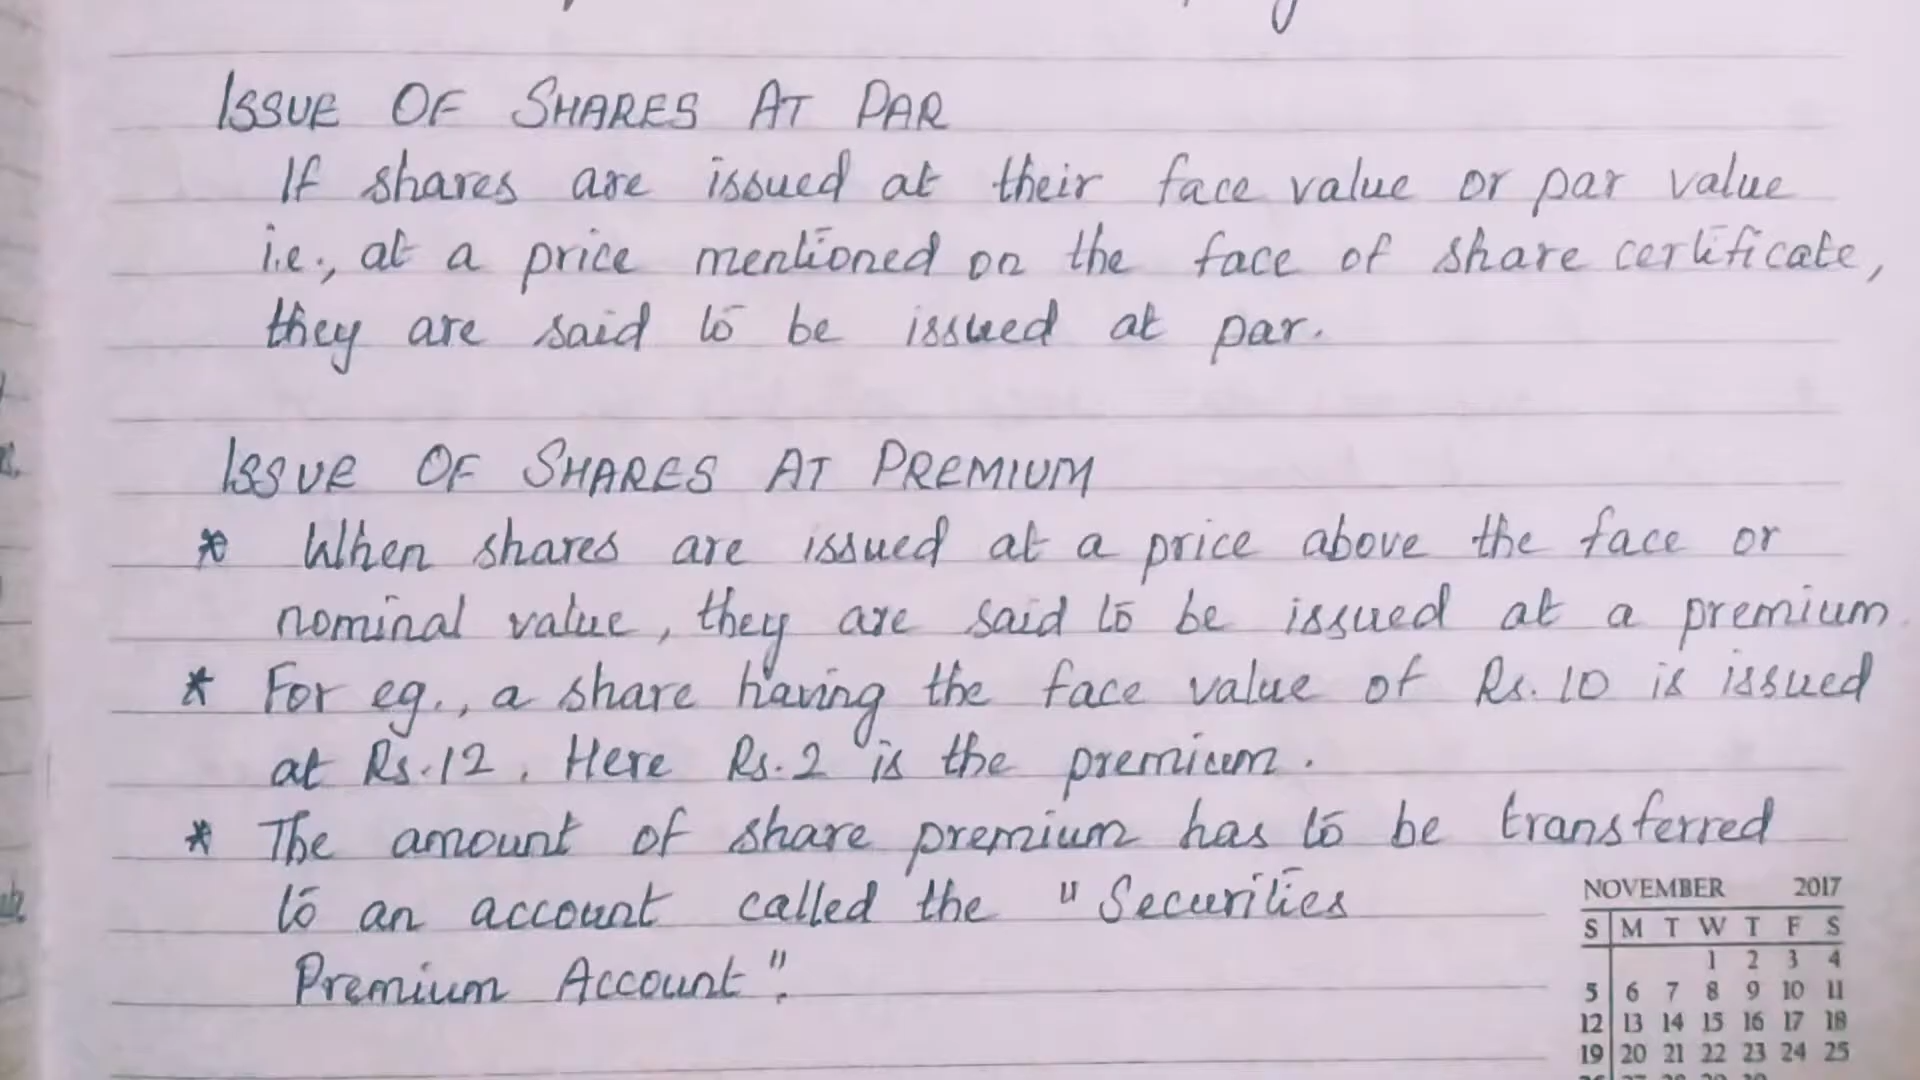 ISSUE OF SHARES AT PAR
If shares are issued at their face value or par value
i.e., at a price mentioned on the face of share certificate,
they are said to be issued at par.
ISSUE OF SHARES AT PREMIUM
* When shares are issued at a price above the face or
nominal value, they are said to be issued at a premium.
* For eg., a share having the face value of Rs. 10 is issued
at Rs. 12. Here Rs. 2 is the premium.
* The amount of share premium has to be transferred
to an account called the "Securities
Premium Account".
NOVEMBER 2017
S M T W T F S
1 2 3 4
5 6 7 8 9 10 11
12 13 14 15 16 17 18
19 20 21 22 23 24 25